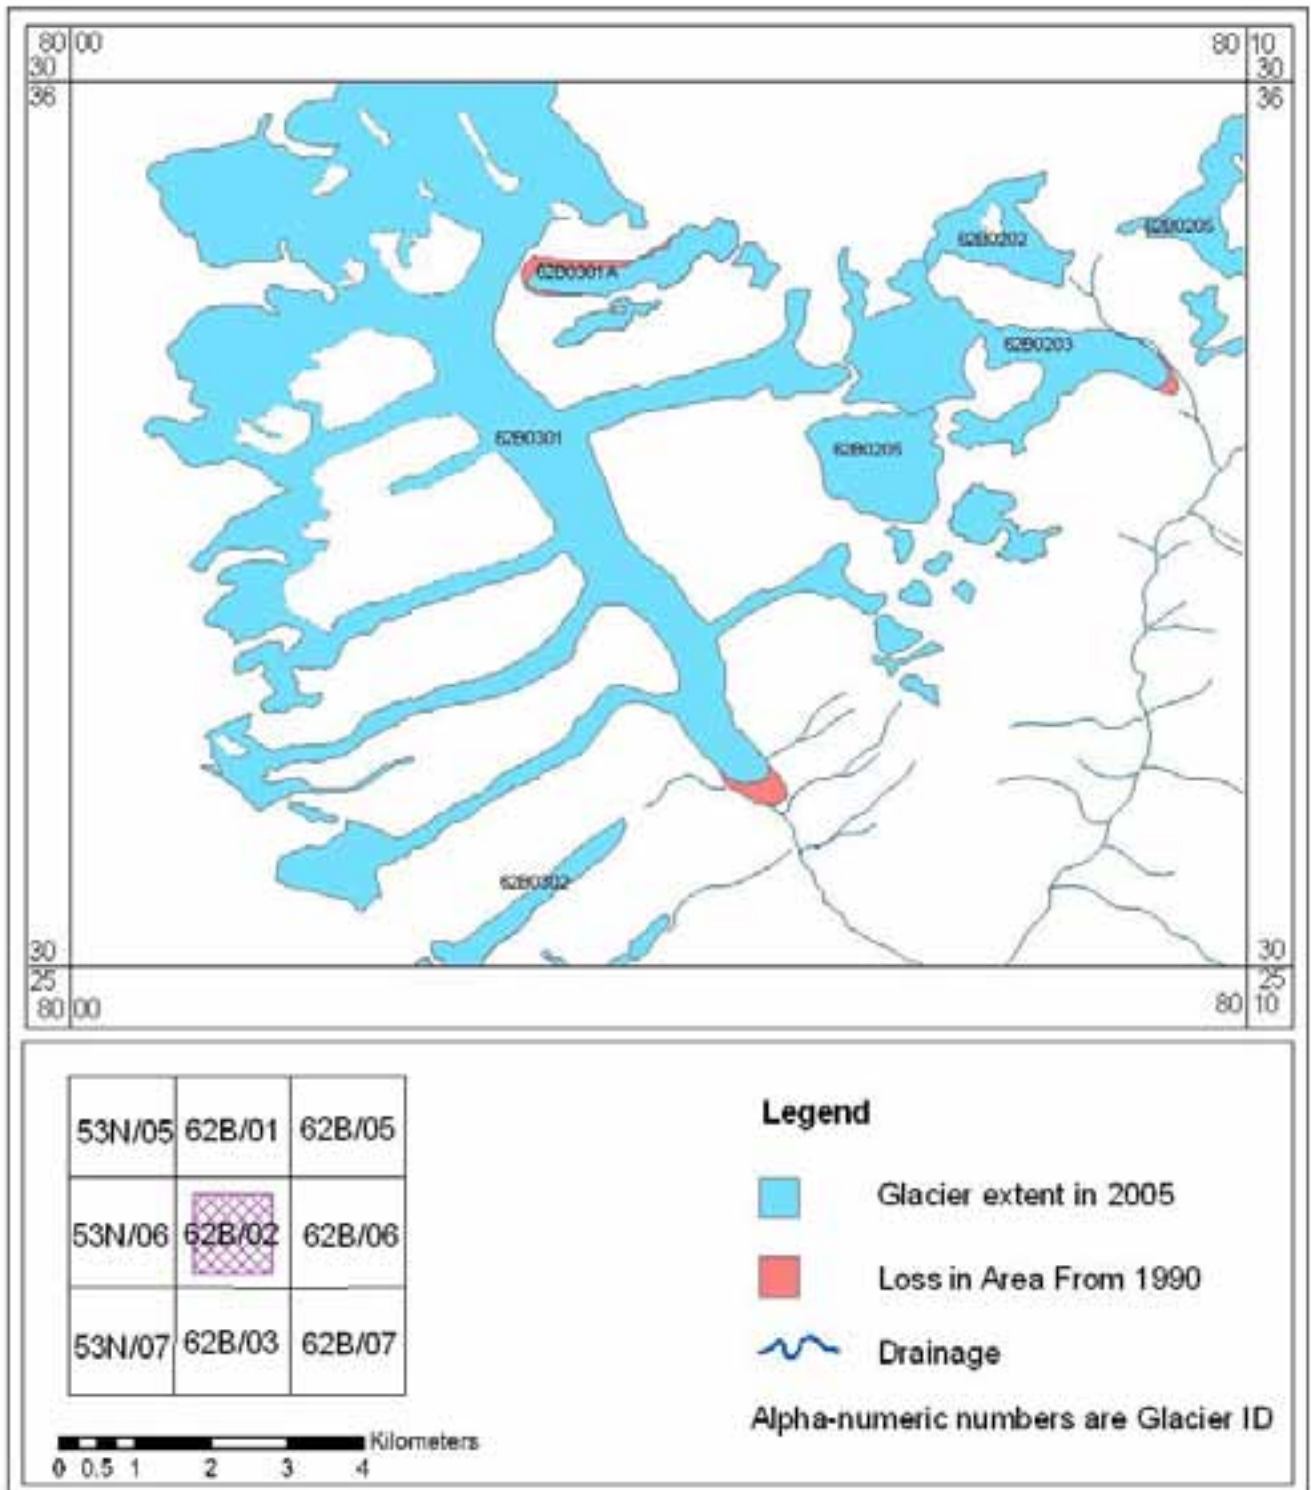 80 00 80 10
30 30
36 36
62B0205
62B0202
62D0301A
62B0203
62B0301
62B0205
62B0302
30 30
25 25
80 00 80 10
53N/05 62B/01 62B/05
53N/06 62B/02 62B/06
53N/07 62B/03 62B/07
Kilometers
0 0.5 1 2 3 4
Legend
Glacier extent in 2005
Loss in Area From 1990
Drainage
Alpha-numeric numbers are Glacier ID